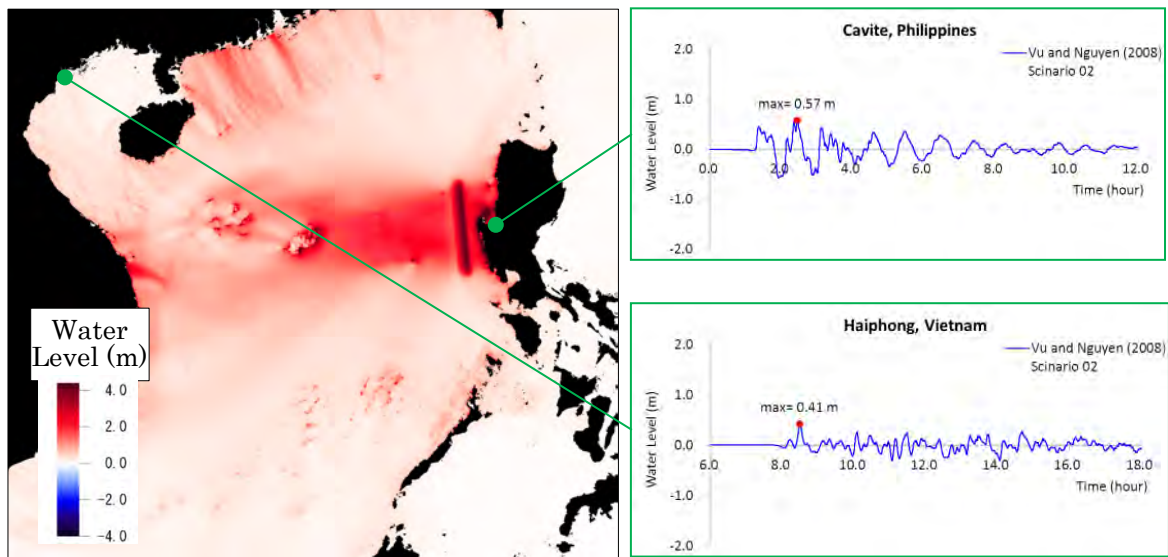 Water
Level (m)
4.0
2.0
0.0
-2.0
-4.0
Cavite, Philippines
Vu and Nguyen (2008)
Scinario 02
max= 0.57 m
Water Level (m)
2.0
1.0
0.0
-1.0
-2.0
0.0 2.0 4.0 6.0 8.0 10.0 12.0
Time (hour)
Haiphong, Vietnam
Vu and Nguyen (2008)
Scinario 02
max= 0.41 m
Water Level (m)
2.0
1.0
0.0
-1.0
-2.0
6.0 8.0 10.0 12.0 14.0 16.0 18.0
Time (hour)